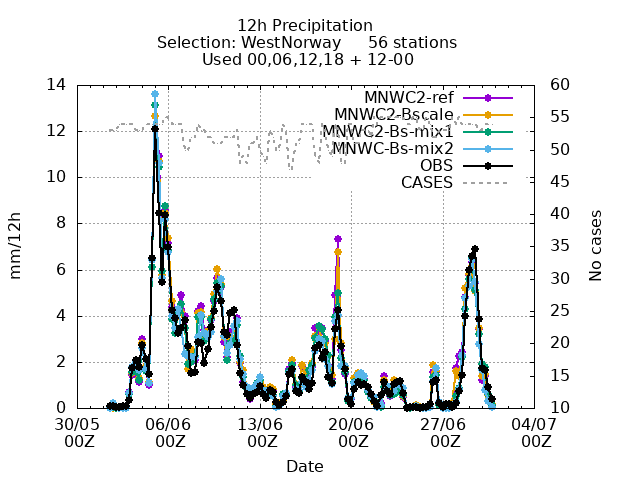 12h Precipitation
Selection: WestNorway 56 stations
Used 00,06,12,18 + 12-00
14 60
12 55
10 50
8 45
6 40
4 35
2 30
0 25
20
15
10
MNWC2-ref
MNWC2-Bscale
MNWC2-Bs-mix1
MNWC-Bs-mix2
OBS
CASES
mm/12h
No cases
30/05 06/06 13/06 20/06 27/06 04/07
00Z 00Z 00Z 00Z 00Z 00Z
Date